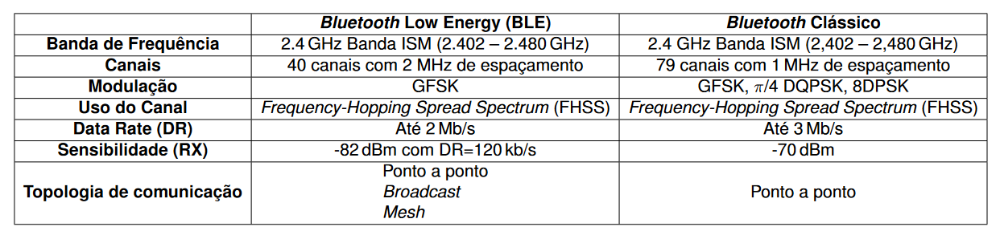 Bluetooth Low Energy (BLE) Bluetooth Clássico
Banda de Frequência 2.4 GHz Banda ISM (2.402 – 2.480 GHz) 2.4 GHz Banda ISM (2,402 – 2,480 GHz)
Canais 40 canais com 2 MHz de espaçamento 79 canais com 1 MHz de espaçamento
Modulação GFSK GFSK, π/4 DQPSK, 8DPSK
Uso do Canal Frequency-Hopping Spread Spectrum (FHSS) Frequency-Hopping Spread Spectrum (FHSS)
Data Rate (DR) Até 2 Mb/s Até 3 Mb/s
Sensibilidade (RX) -82 dBm com DR=120 kb/s -70 dBm
Ponto a ponto
Topologia de comunicação Broadcast Ponto a ponto
Mesh